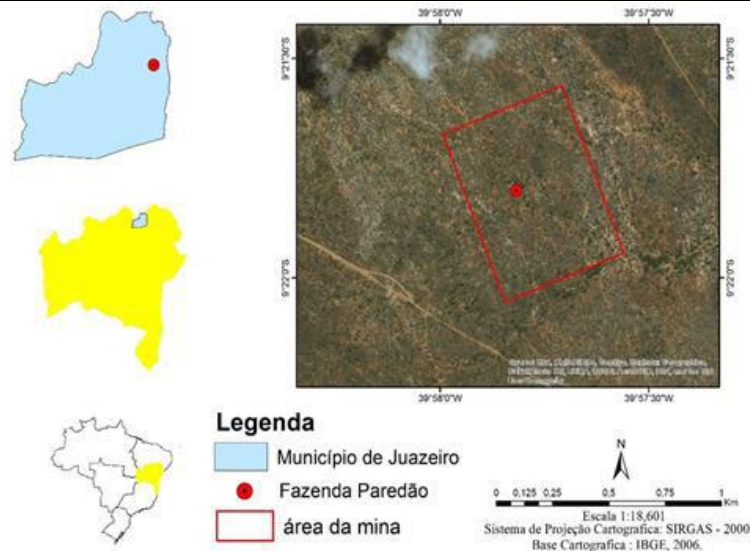 39°58'0"W 39°57'30"W
9°21'30"S 9°21'30"S
9°22'0"S 9°22'0"S
39°58'0"W 39°57'30"W
Legenda
Município de Juazeiro
Fazenda Paredão
área da mina
N
0 0,125 0,25 0,5 0,75 1
Km
Escala 1:18,601
Sistema de Projeção Cartografica: SIRGAS - 2000
Base Cartografica : IBGE, 2006.